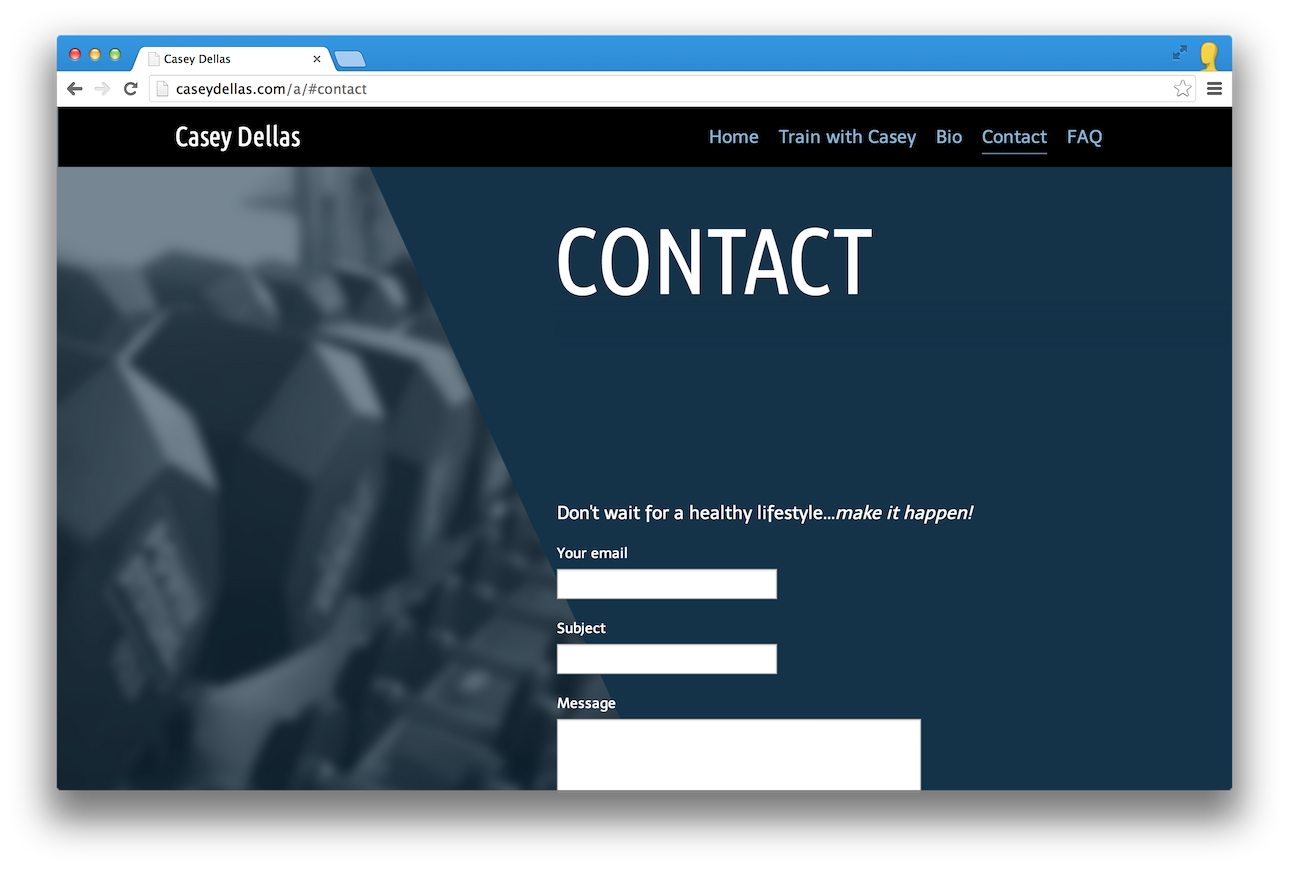 Casey Dellas
caseydellas.com/a/#contact
Casey Dellas
Home Train with Casey Bio Contact FAQ
CONTACT
Don't wait for a healthy lifestyle...make it happen!
Your email
Subject
Message